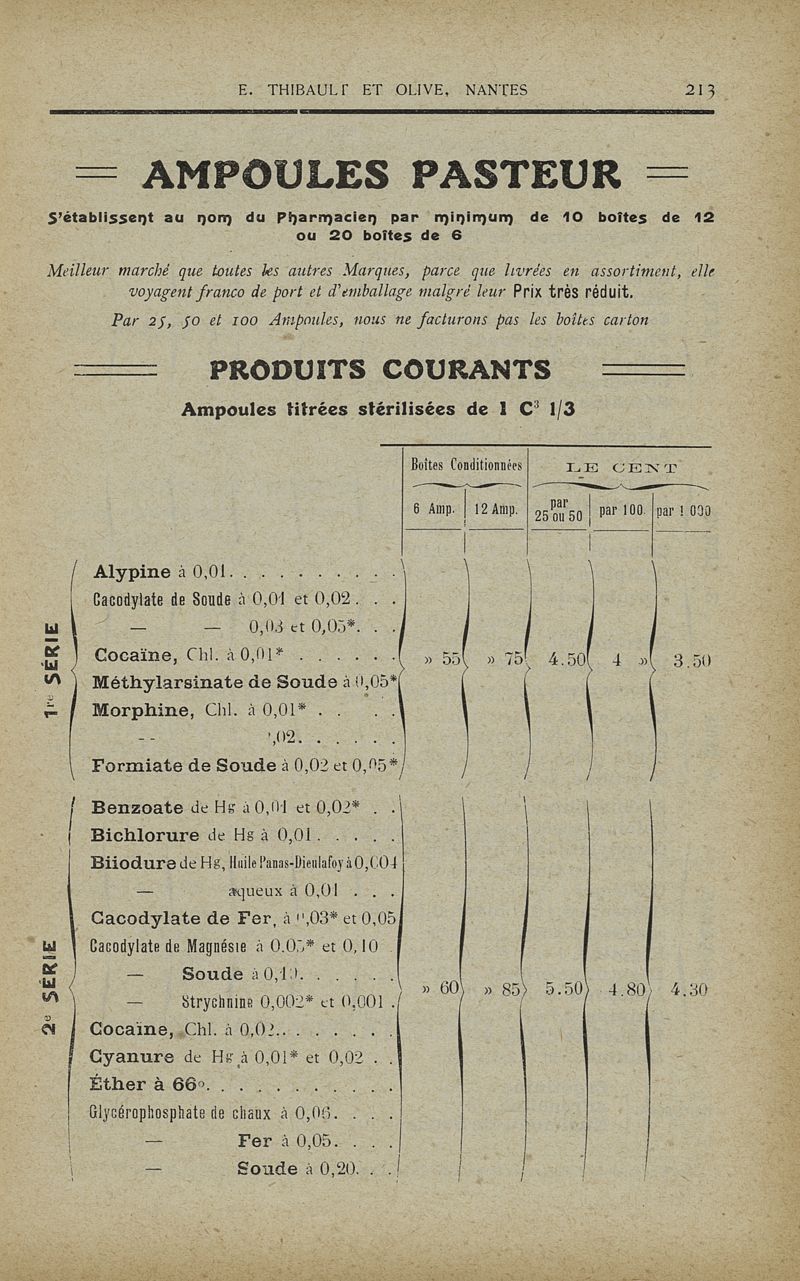 E. THIBAULT ET OLIVE, NANTES 213
AMPOULES PASTEUR
S'établissent au nom du Pharmacien par minimum de 10 boîtes de 12
ou 20 boîtes de 6
Meilleur marché que toutes les autres Marques, parce que livrées en assortiment, elle
voyagent franco de port et d'emballage malgré leur Prix très réduit.
Par 25, 50 et 100 Ampoules, nous ne facturons pas les boîtes carton
PRODUITS COURANTS
Ampoules titrées stérilisées de 1 C³ 1/3
Boîtes Conditionnées LE CENT
6 Amp. 12 Amp. par 25 ou 50 par 100. par 1 000
1re SÉRIE
Alypine à 0,01. . . . . . . . . .
Cacodylate de Soude à 0,01 et 0,02 . . .
— — 0,03 et 0,05*. . .
Cocaïne, Chl. à 0,01* . . . . . . » 55 » 75 4.50 4 » 3.50
Méthylarsinate de Soude à 0,05*
Morphine, Chl. à 0,01* . . . .
-- ,02. . . . . .
Formiate de Soude à 0,02 et 0,05*
2e SÉRIE
Benzoate de Hg à 0,01 et 0,02* . .
Bichlorure de Hg à 0,01 . . . . .
Biiodure de Hg, Huile Panas-Dieulafoy à 0,004
— aqueux à 0,01 . . .
Cacodylate de Fer, à 0,03* et 0,05
Cacodylate de Magnésie à 0.05* et 0,10 .
— Soude à 0,10. . . . . .
— Strychnine 0,002* et 0,001 . » 60 » 85 5.50 4.80 4.30
Cocaïne, Chl. à 0,02. . . . . . . .
Cyanure de Hg à 0,01* et 0,02 . .
Éther à 66°. . . . . . . . . . .
Glycérophosphate de chaux à 0,06. . . .
— Fer à 0,05. . . .
— Soude à 0,20. . .